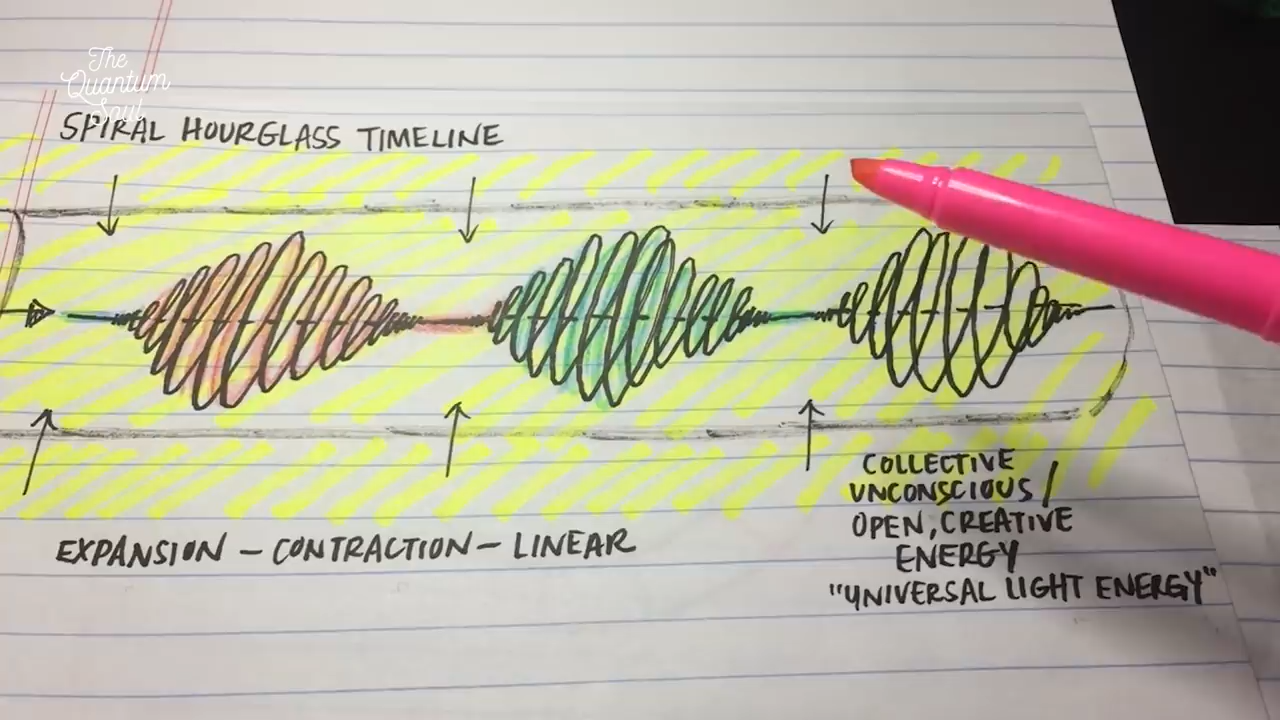 The
Quantum
Soul
SPIRAL HOURGLASS TIMELINE
EXPANSION – CONTRACTION – LINEAR
COLLECTIVE
UNCONSCIOUS /
OPEN, CREATIVE
ENERGY
"UNIVERSAL LIGHT ENERGY"